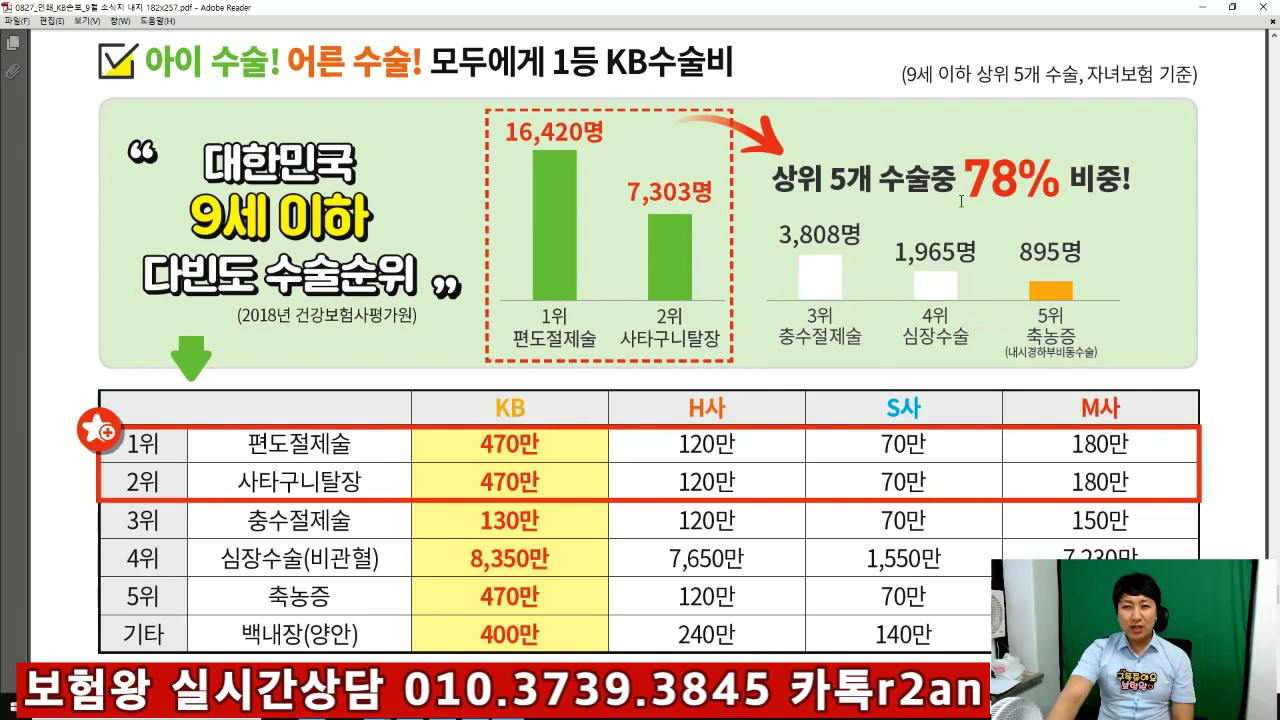 0827_인쇄_KB손보_9월 소식지 내지 182x257.pdf - Adobe Reader
파일(F) 편집(E) 보기(V) 창(W) 도움말(H)
아이 수술! 어른 수술! 모두에게 1등 KB수술비
(9세 이하 상위 5개 수술, 자녀보험 기준)
“ 대한민국
9세 이하
다빈도 수술순위 ”
(2018년 건강보험사평가원)
16,420명
7,303명
1위 2위
편도절제술 사타구니탈장
상위 5개 수술중 78% 비중!
3,808명 1,965명 895명
3위 4위 5위
충수절제술 심장수술 축농증
(내시경하부비동수술)
KB H사 S사 M사
1위 편도절제술 470만 120만 70만 180만
2위 사타구니탈장 470만 120만 70만 180만
3위 충수절제술 130만 120만 70만 150만
4위 심장수술(비관혈) 8,350만 7,650만 1,550만 7,230만
5위 축농증 470만 120만 70만
기타 백내장(양안) 400만 240만 140만
구독좋아요
보험왕
보험왕 실시간상담 010.3739.3845 카톡r2an